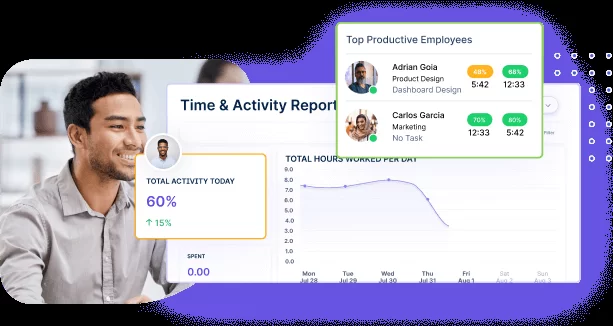 Top Productive Employees
Adrian Goia
Product Design
Dashboard Design
48%
5:42
68%
12:33
Carlos Garcia
Marketing
No Task
70%
12:33
80%
5:42
Time & Activity Report
TOTAL ACTIVITY TODAY
60%
↑ 15%
SPENT
0.00
TOTAL HOURS WORKED PER DAY
9.0
8.0
7.0
6.0
5.0
4.0
3.0
2.0
1.0
0.0
Mon
Jul 28
Tue
Jul 29
Wed
Jul 30
Thu
Jul 31
Fri
Aug 1
Sat
Aug 2
Sun
Aug 3